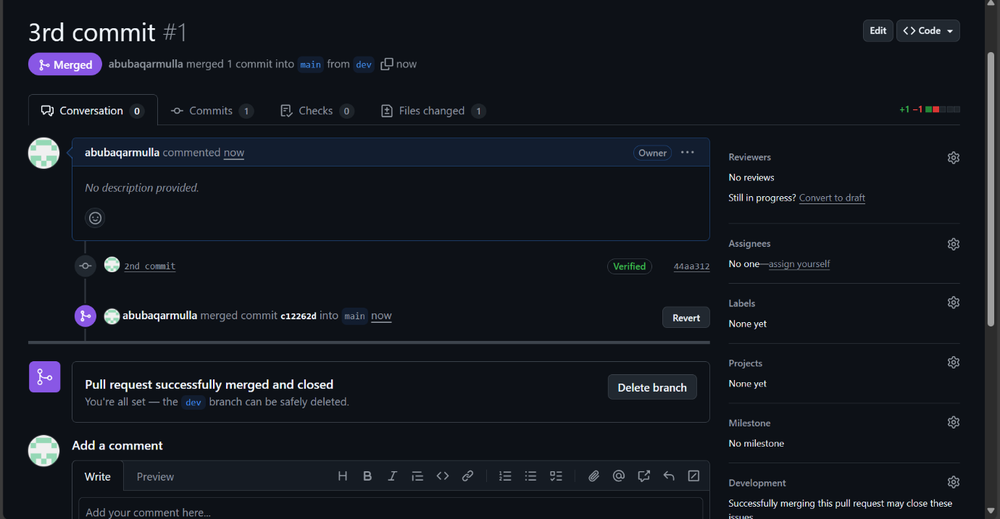 3rd commit #1
Edit
<> Code
Merged
abubaqarmulla merged 1 commit into main from dev now
Conversation 0
Commits 1
Checks 0
Files changed 1
+1 −1
abubaqarmulla commented now
Owner
No description provided.
2nd commit
Verified
44aa312
abubaqarmulla merged commit c12262d into main now
Revert
Pull request successfully merged and closed
You're all set — the dev branch can be safely deleted.
Delete branch
Add a comment
Write
Preview
H B I
Add your comment here...
Reviewers
No reviews
Still in progress? Convert to draft
Assignees
No one—assign yourself
Labels
None yet
Projects
None yet
Milestone
No milestone
Development
Successfully merging this pull request may close these
issues.